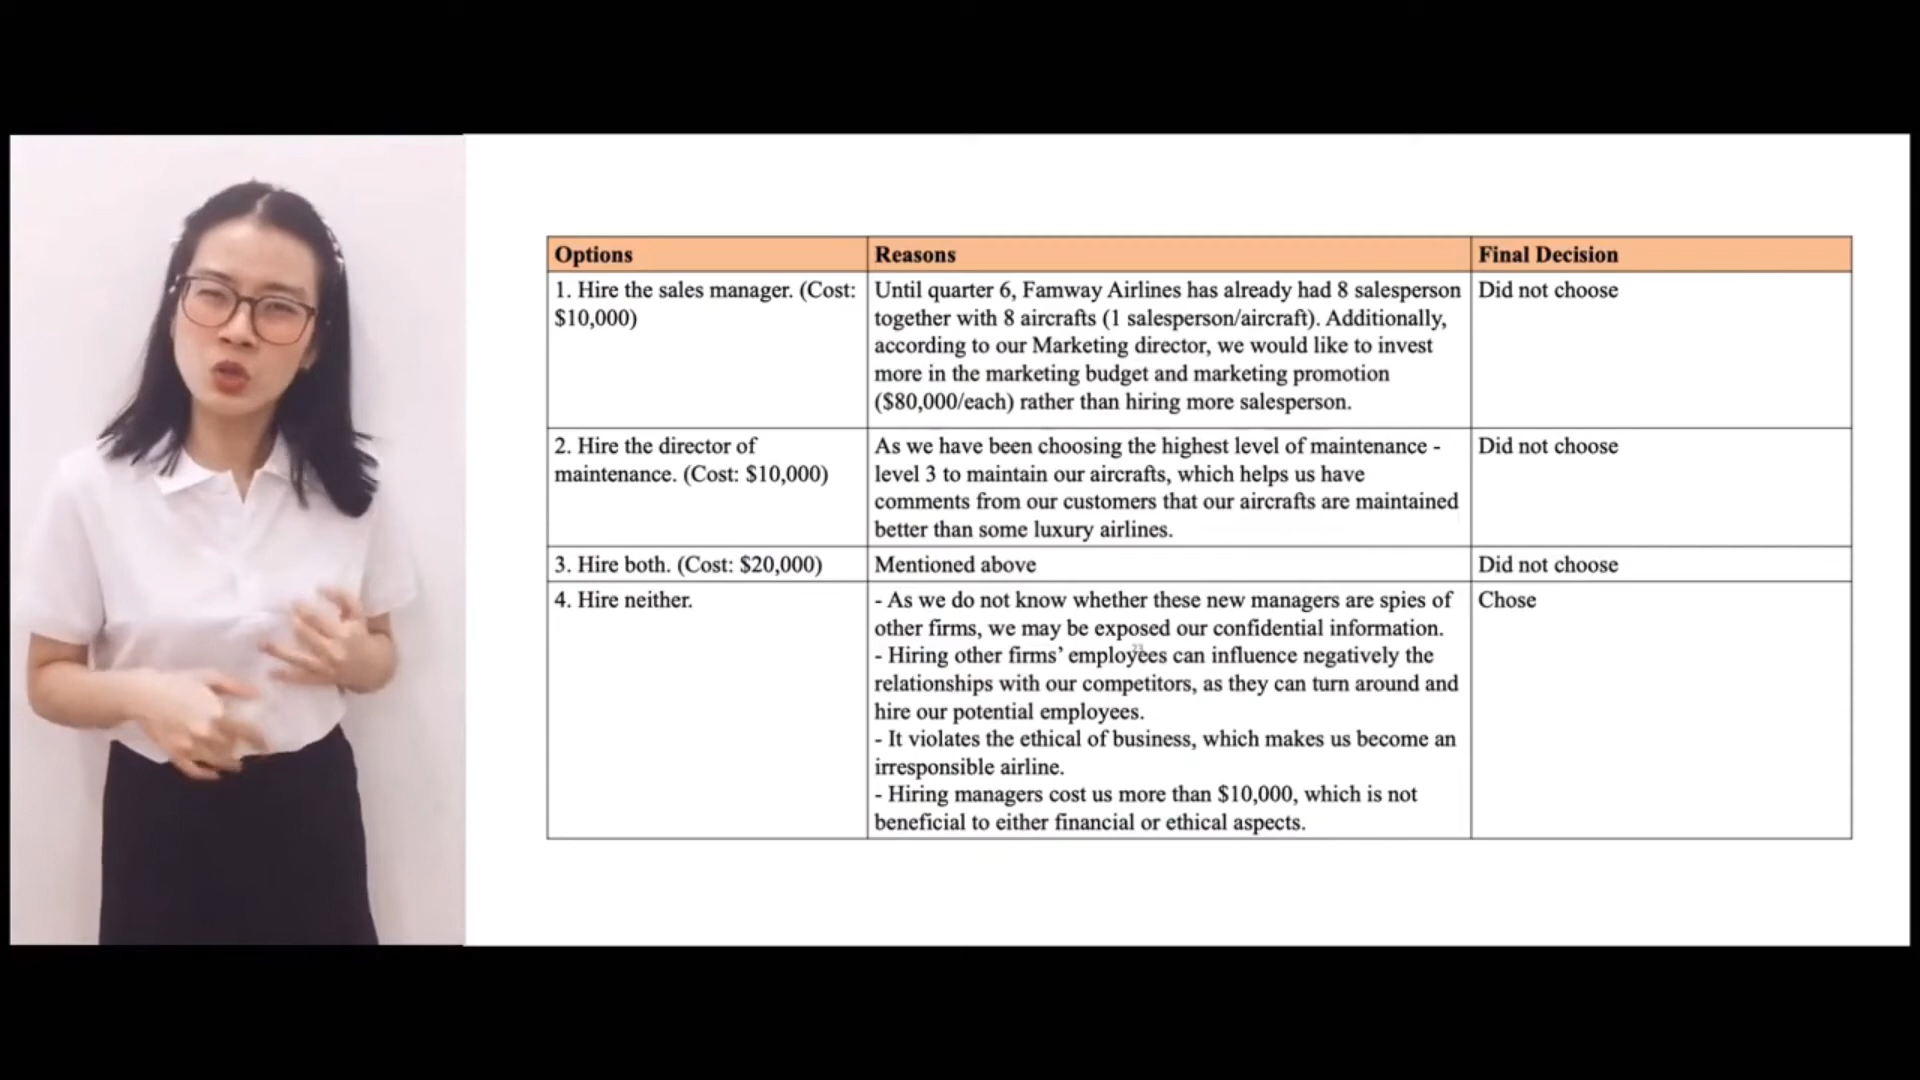 Options
Reasons
Final Decision
1. Hire the sales manager. (Cost:
$10,000)
Until quarter 6, Famway Airlines has already had 8 salesperson
together with 8 aircrafts (1 salesperson/aircraft). Additionally,
according to our Marketing director, we would like to invest
more in the marketing budget and marketing promotion
($80,000/each) rather than hiring more salesperson.
Did not choose
2. Hire the director of
maintenance. (Cost: $10,000)
As we have been choosing the highest level of maintenance -
level 3 to maintain our aircrafts, which helps us have
comments from our customers that our aircrafts are maintained
better than some luxury airlines.
Did not choose
3. Hire both. (Cost: $20,000)
Mentioned above
Did not choose
4. Hire neither.
- As we do not know whether these new managers are spies of
other firms, we may be exposed our confidential information.
- Hiring other firms’ employees can influence negatively the
relationships with our competitors, as they can turn around and
hire our potential employees.
- It violates the ethical of business, which makes us become an
irresponsible airline.
- Hiring managers cost us more than $10,000, which is not
beneficial to either financial or ethical aspects.
Chose
23